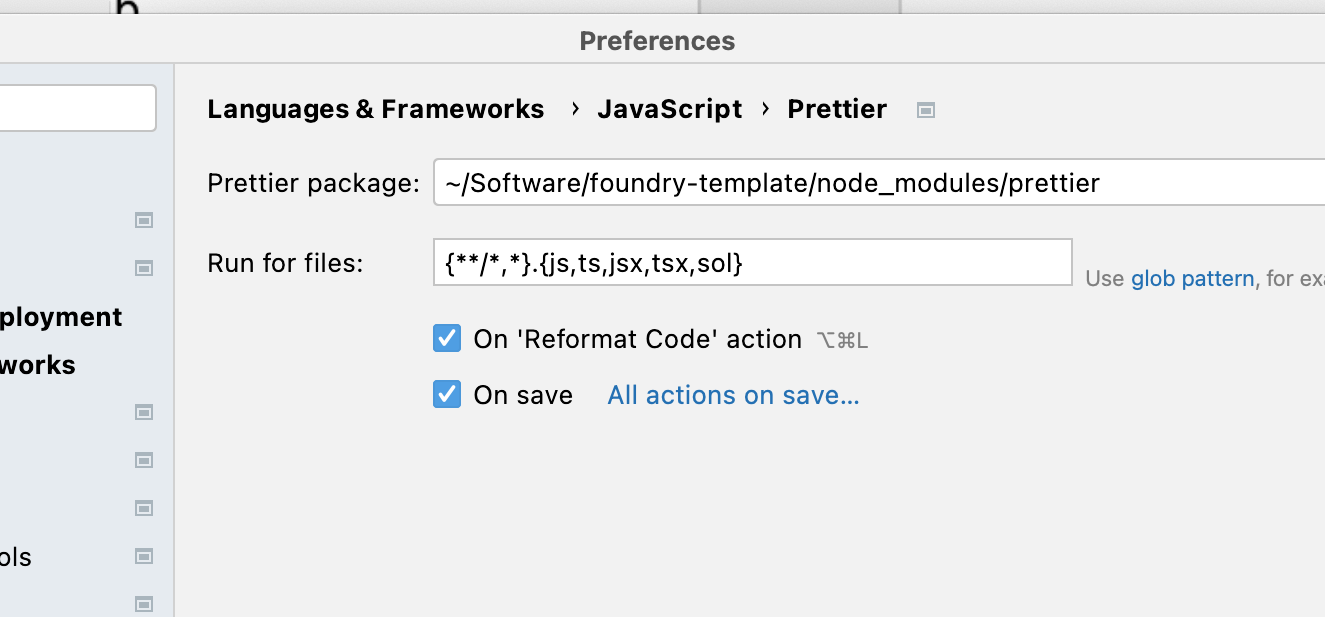 Preferences
Languages & Frameworks › JavaScript › Prettier
Prettier package: ~/Software/foundry-template/node_modules/prettier
Run for files: {**/*,*}.{js,ts,jsx,tsx,sol}
Use glob pattern, for
On 'Reformat Code' action ⌥⌘L
On save All actions on save...
ployment
works
ols